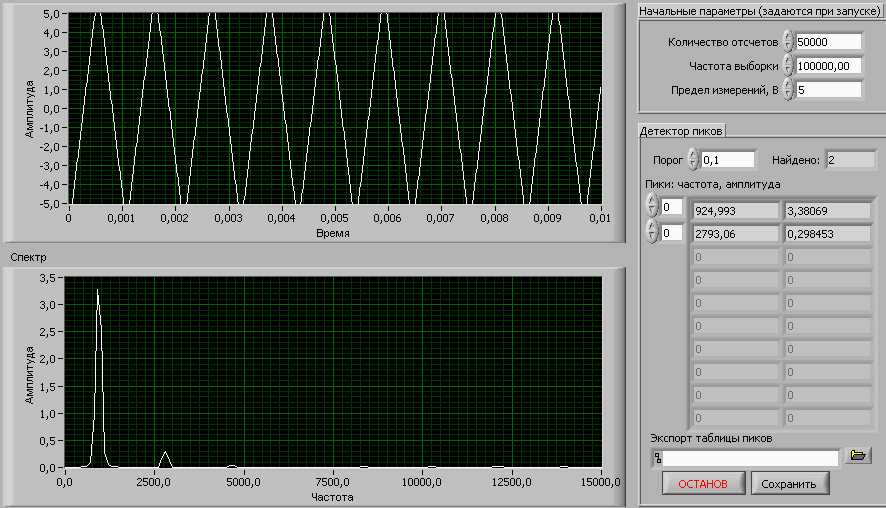 5,0
4,0
3,0
2,0
1,0
0,0
-1,0
-2,0
-3,0
-4,0
-5,0
Амплитуда
0 0,001 0,002 0,003 0,004 0,005 0,006 0,007 0,008 0,009 0,01
Время
Спектр
3,5
3,0
2,5
2,0
1,5
1,0
0,5
0,0
Амплитуда
0,0 2500,0 5000,0 7500,0 10000,0 12500,0 15000,0
Частота
Начальные параметры (задаются при запуске)
Количество отсчетов 50000
Частота выборки 100000,00
Предел измерений, В 5
Детектор пиков
Порог 0,1 Найдено: 2
Пики: частота, амплитуда
0 924,993 3,38069
0 2793,06 0,298453
0 0
0 0
0 0
0 0
0 0
0 0
0 0
0 0
Экспорт таблицы пиков
ОСТАНОВ Сохранить